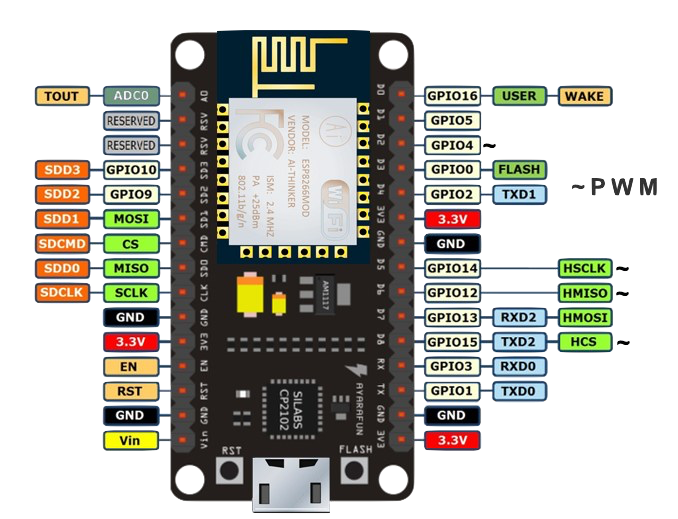 TOUT ADC0 A0 D0 GPIO16 USER WAKE
RESERVED RSV D1 GPIO5
RESERVED RSV D2 GPIO4 ~
SDD3 GPIO10 SD3 D3 GPIO0 FLASH
SDD2 GPIO9 SD2 D4 GPIO2 TXD1
~PWM
SDD1 MOSI SD1 3V3 3.3V
SDCMD CS CMD GND GND
SDD0 MISO SD0 D5 GPIO14 HSCLK ~
SDCLK SCLK CLK D6 GPIO12 HMISO ~
GND GND D7 GPIO13 RXD2 HMOSI
3.3V 3V3 D8 GPIO15 TXD2 HCS ~
EN EN RX GPIO3 RXD0
RST RST TX GPIO1 TXD0
GND GND GND GND
Vin Vin 3V3 3.3V
Ai
MODEL: ESP8266MOD
VENDOR: AI-THINKER
WiFi
FC
ISM: 2.4 MHZ
PA +25dBm
802.11b/g/n
AM1117
SILABS
CP2102
AYARAFUN
RST
FLASH